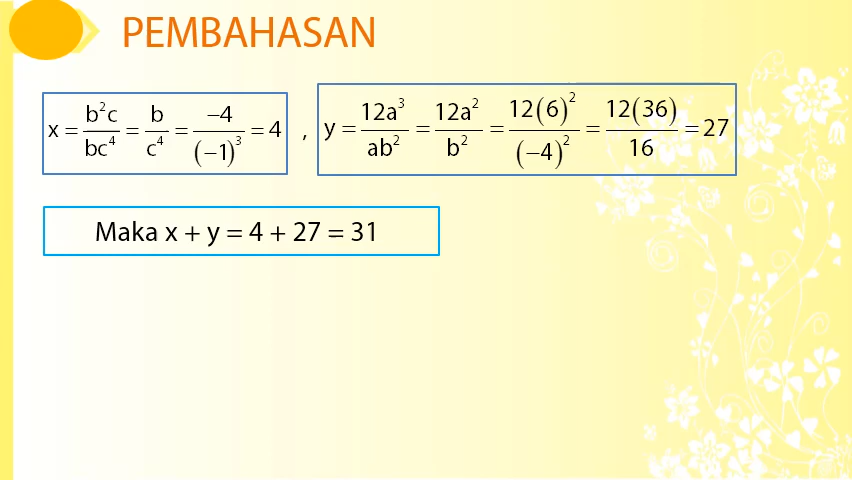 PEMBAHASAN
x = b²c/bc⁴ = b/c⁴ = −4/(−1)³ = 4 , y = 12a³/ab² = 12a²/b² = 12(6)²/(−4)² = 12(36)/16 = 27
Maka x + y = 4 + 27 = 31